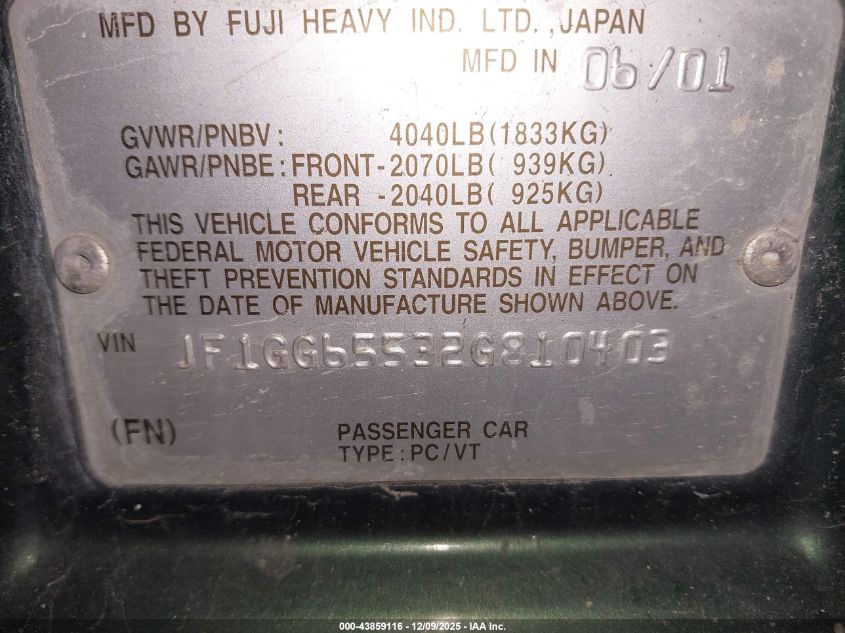 MFD BY FUJI HEAVY IND. LTD., JAPAN
MFD IN 06/01
GVWR/PNBV: 4040LB(1833KG)
GAWR/PNBE: FRONT-2070LB( 939KG)
REAR -2040LB( 925KG)
THIS VEHICLE CONFORMS TO ALL APPLICABLE
FEDERAL MOTOR VEHICLE SAFETY, BUMPER, AND
THEFT PREVENTION STANDARDS IN EFFECT ON
THE DATE OF MANUFACTURE SHOWN ABOVE.
VIN JF1GG65532G810403
(FN) PASSENGER CAR
TYPE: PC/VT
000-43859116 - 12/09/2025 - IAA Inc.